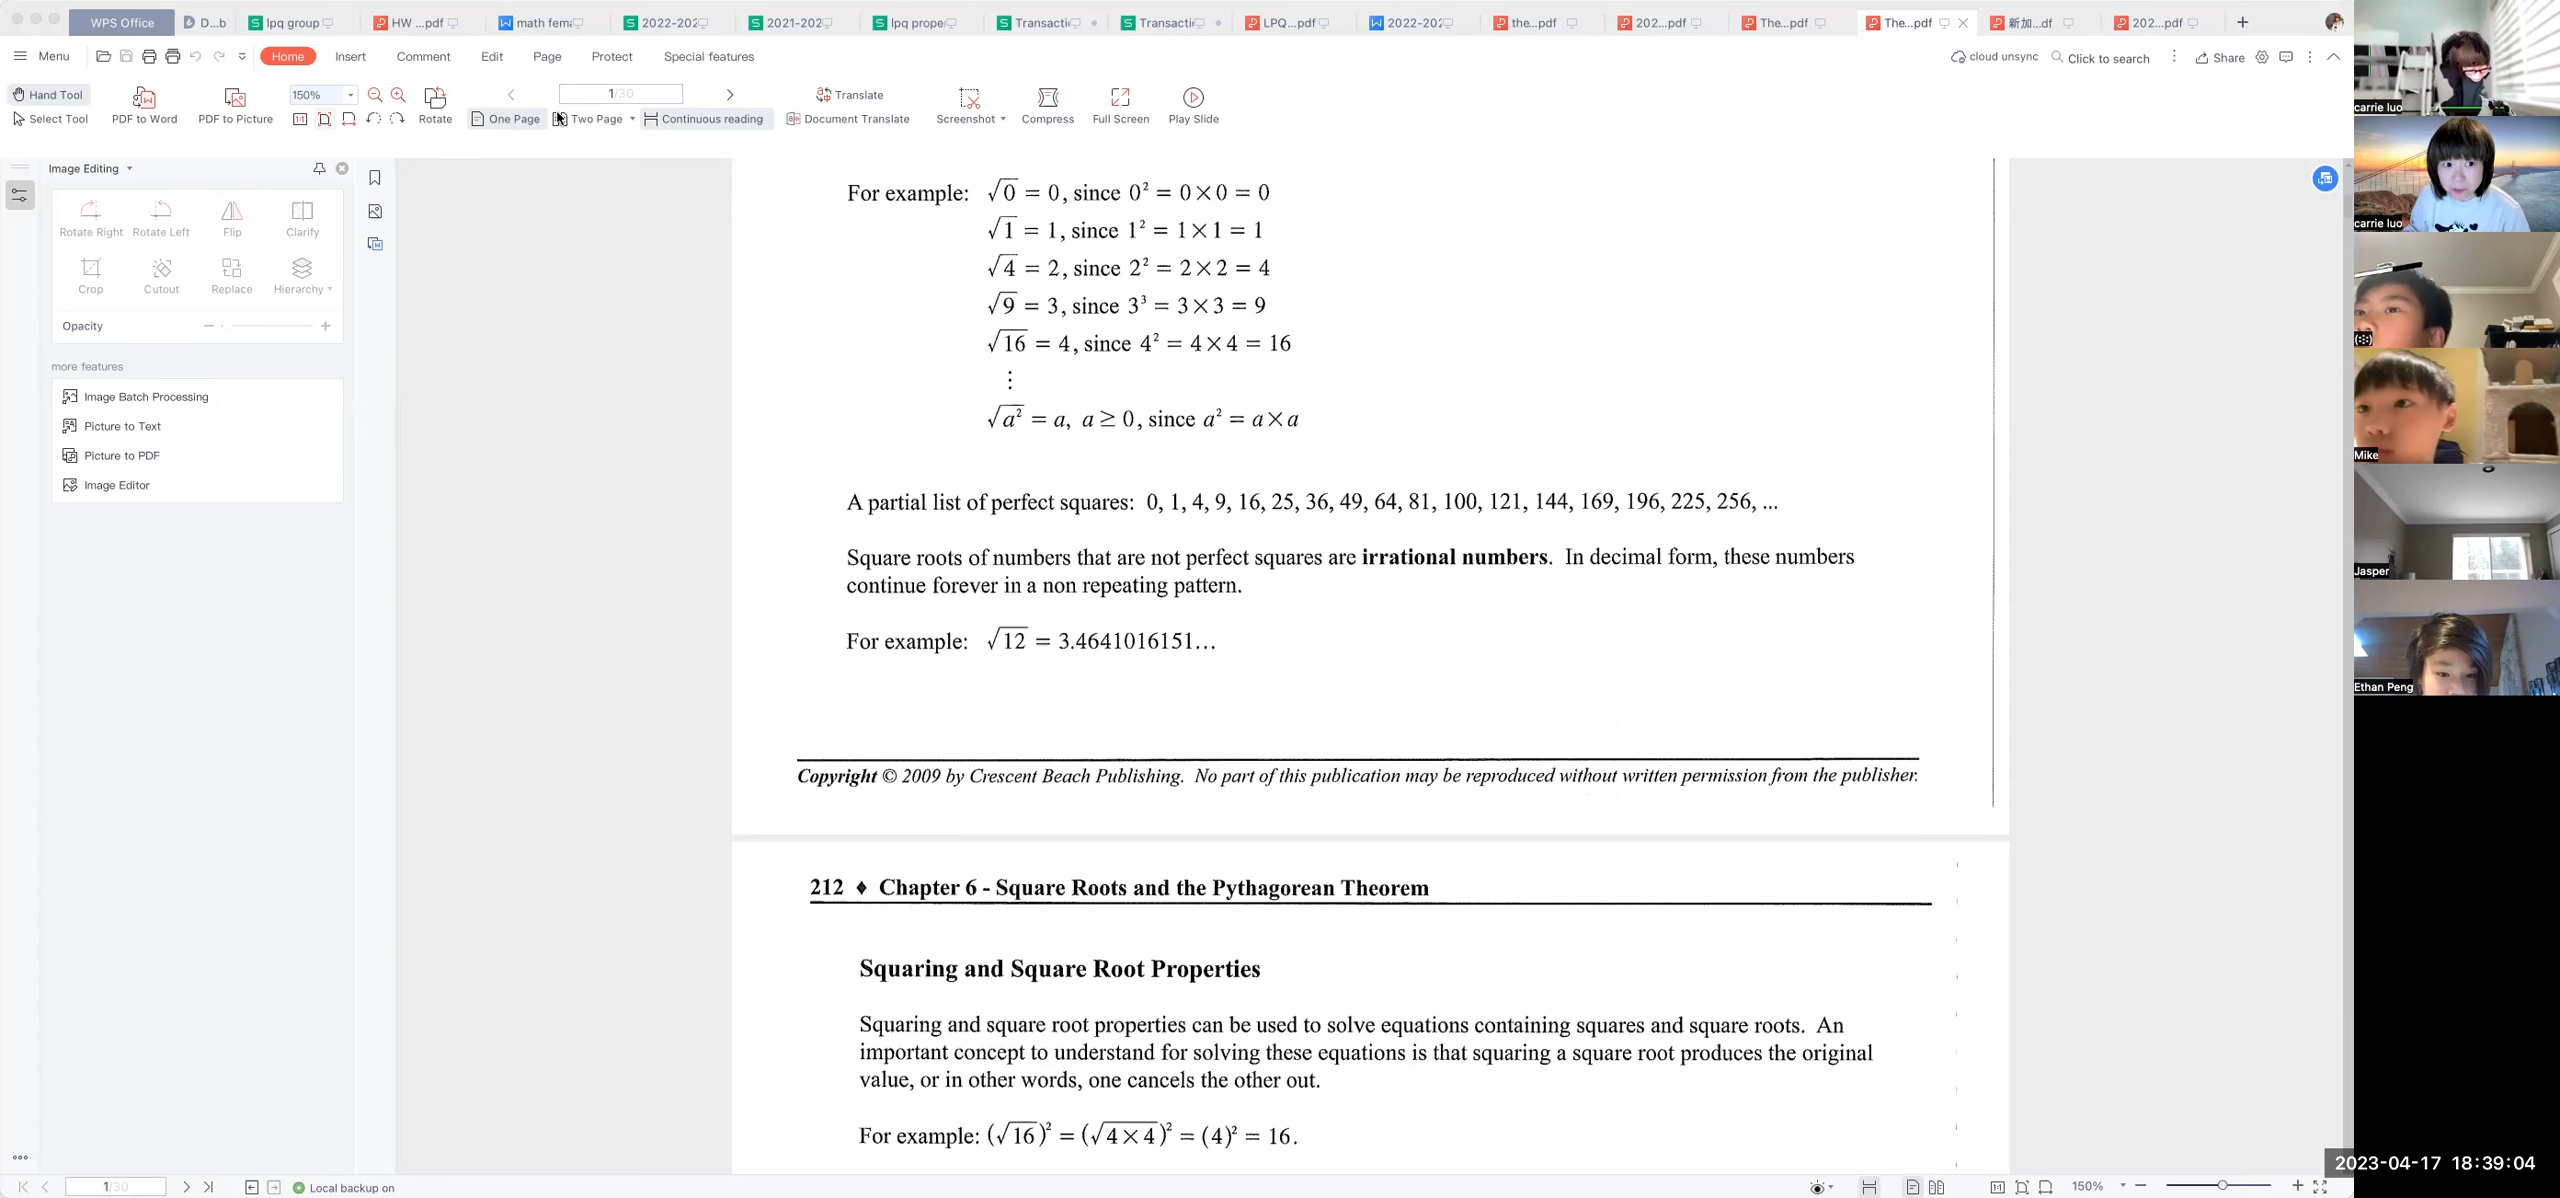 WPS Office D...b lpq group HW ...pdf math fema 2022-202 2021-202 lpq prope Transactic Transactic LPQ...pdf 2022-202 the...pdf 202...pdf The...pdf The...pdf 新加...df 202...pdf
Menu Home Insert Comment Edit Page Protect Special features cloud unsync Click to search Share
Hand Tool 150% 1/30 Translate
Select Tool PDF to Word PDF to Picture Rotate One Page Two Page Continuous reading Document Translate Screenshot Compress Full Screen Play Slide
Image Editing
Rotate Right Rotate Left Flip Clarify
Crop Cutout Replace Hierarchy
Opacity
more features
Image Batch Processing
Picture to Text
Picture to PDF
Image Editor
For example: √0 = 0, since 0² = 0×0 = 0
√1 = 1, since 1² = 1×1 = 1
√4 = 2, since 2² = 2×2 = 4
√9 = 3, since 3³ = 3×3 = 9
√16 = 4, since 4² = 4×4 = 16
⋮
√a² = a, a ≥ 0, since a² = a×a
A partial list of perfect squares: 0, 1, 4, 9, 16, 25, 36, 49, 64, 81, 100, 121, 144, 169, 196, 225, 256, ...
Square roots of numbers that are not perfect squares are irrational numbers. In decimal form, these numbers
continue forever in a non repeating pattern.
For example: √12 = 3.4641016151...
Copyright © 2009 by Crescent Beach Publishing. No part of this publication may be reproduced without written permission from the publisher.
212 ♦ Chapter 6 - Square Roots and the Pythagorean Theorem
Squaring and Square Root Properties
Squaring and square root properties can be used to solve equations containing squares and square roots. An
important concept to understand for solving these equations is that squaring a square root produces the original
value, or in other words, one cancels the other out.
For example: (√16)² = (√4×4)² = (4)² = 16.
carrie luo
carrie luo
Mike
Jasper
Ethan Peng
2023-04-17 18:39:04
1/30 Local backup on 150%